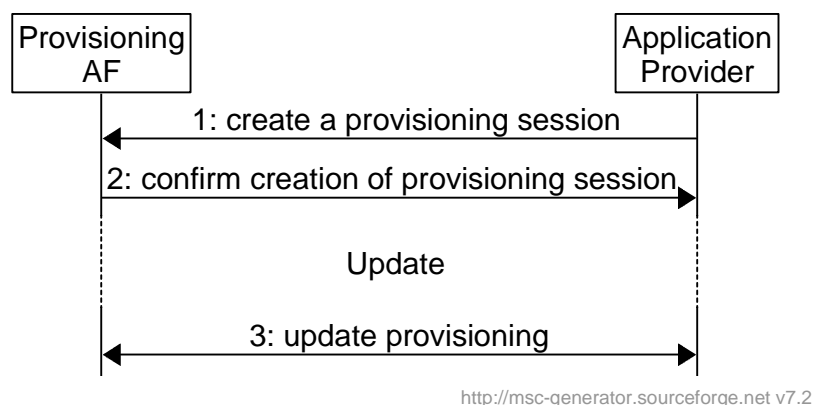 Provisioning
AF
Application
Provider
1: create a provisioning session
2: confirm creation of provisioning session
Update
3: update provisioning
http://msc-generator.sourceforge.net v7.2